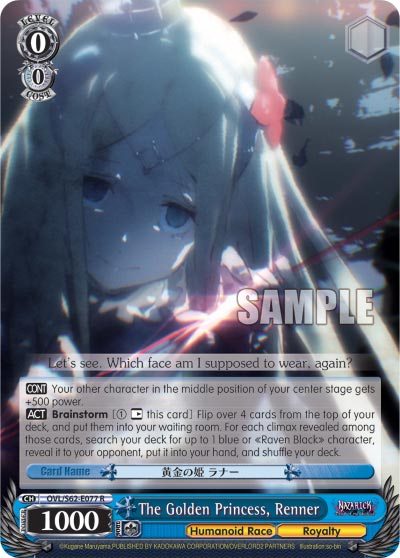 LEVEL
0
0
COST
SAMPLE
Let's see. Which face am I supposed to wear, again?
CONT Your other character in the middle position of your center stage gets
+500 power.
ACT Brainstorm [① this card] Flip over 4 cards from the top of your
deck, and put them into your waiting room. For each climax revealed among
those cards, search your deck for up to 1 blue or «Raven Black» character,
reveal it to your opponent, put it into your hand, and shuffle your deck.
Card Name 黄金の姫 ラナー
CH OVL/S62-E077 R
POWER 1000 The Golden Princess, Renner NAZARICK
Humanoid Race Royalty
©Kugane Maruyama,PUBLISHED BY KADOKAWA CORPORATION/OVERLORD2 PARTNERS